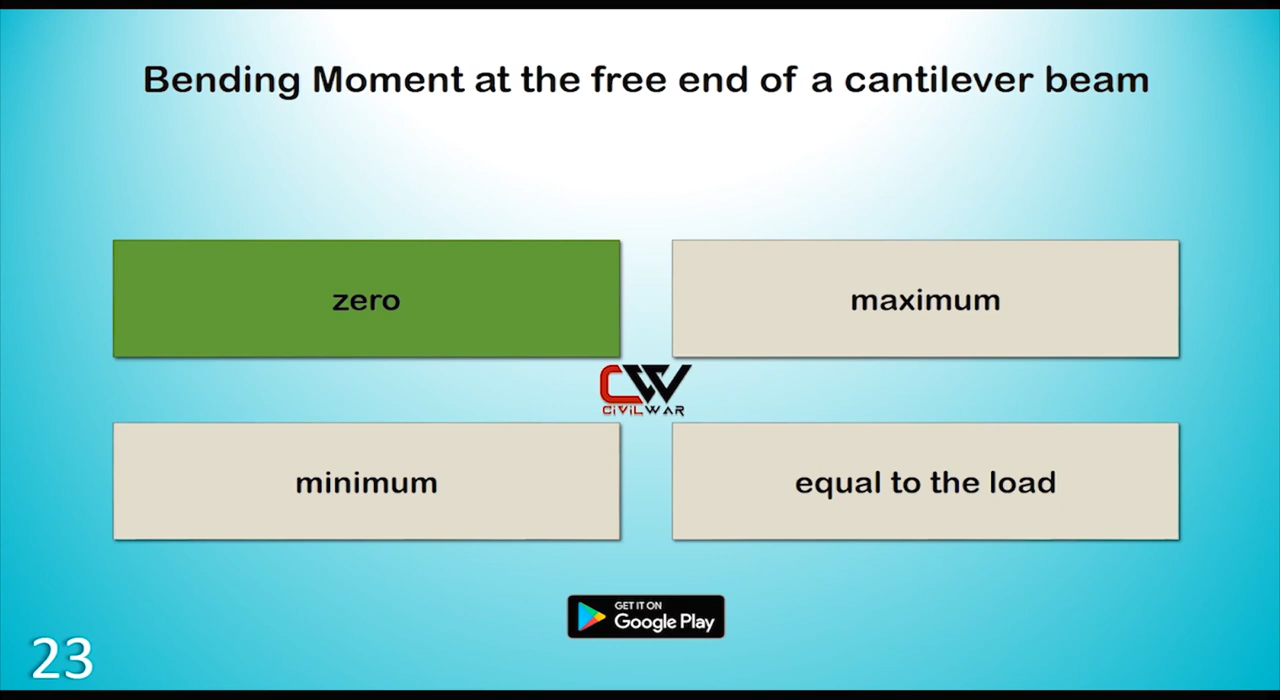 Bending Moment at the free end of a cantilever beam
zero
maximum
CW
CiViLWAR
minimum
equal to the load
GET IT ON
Google Play
23